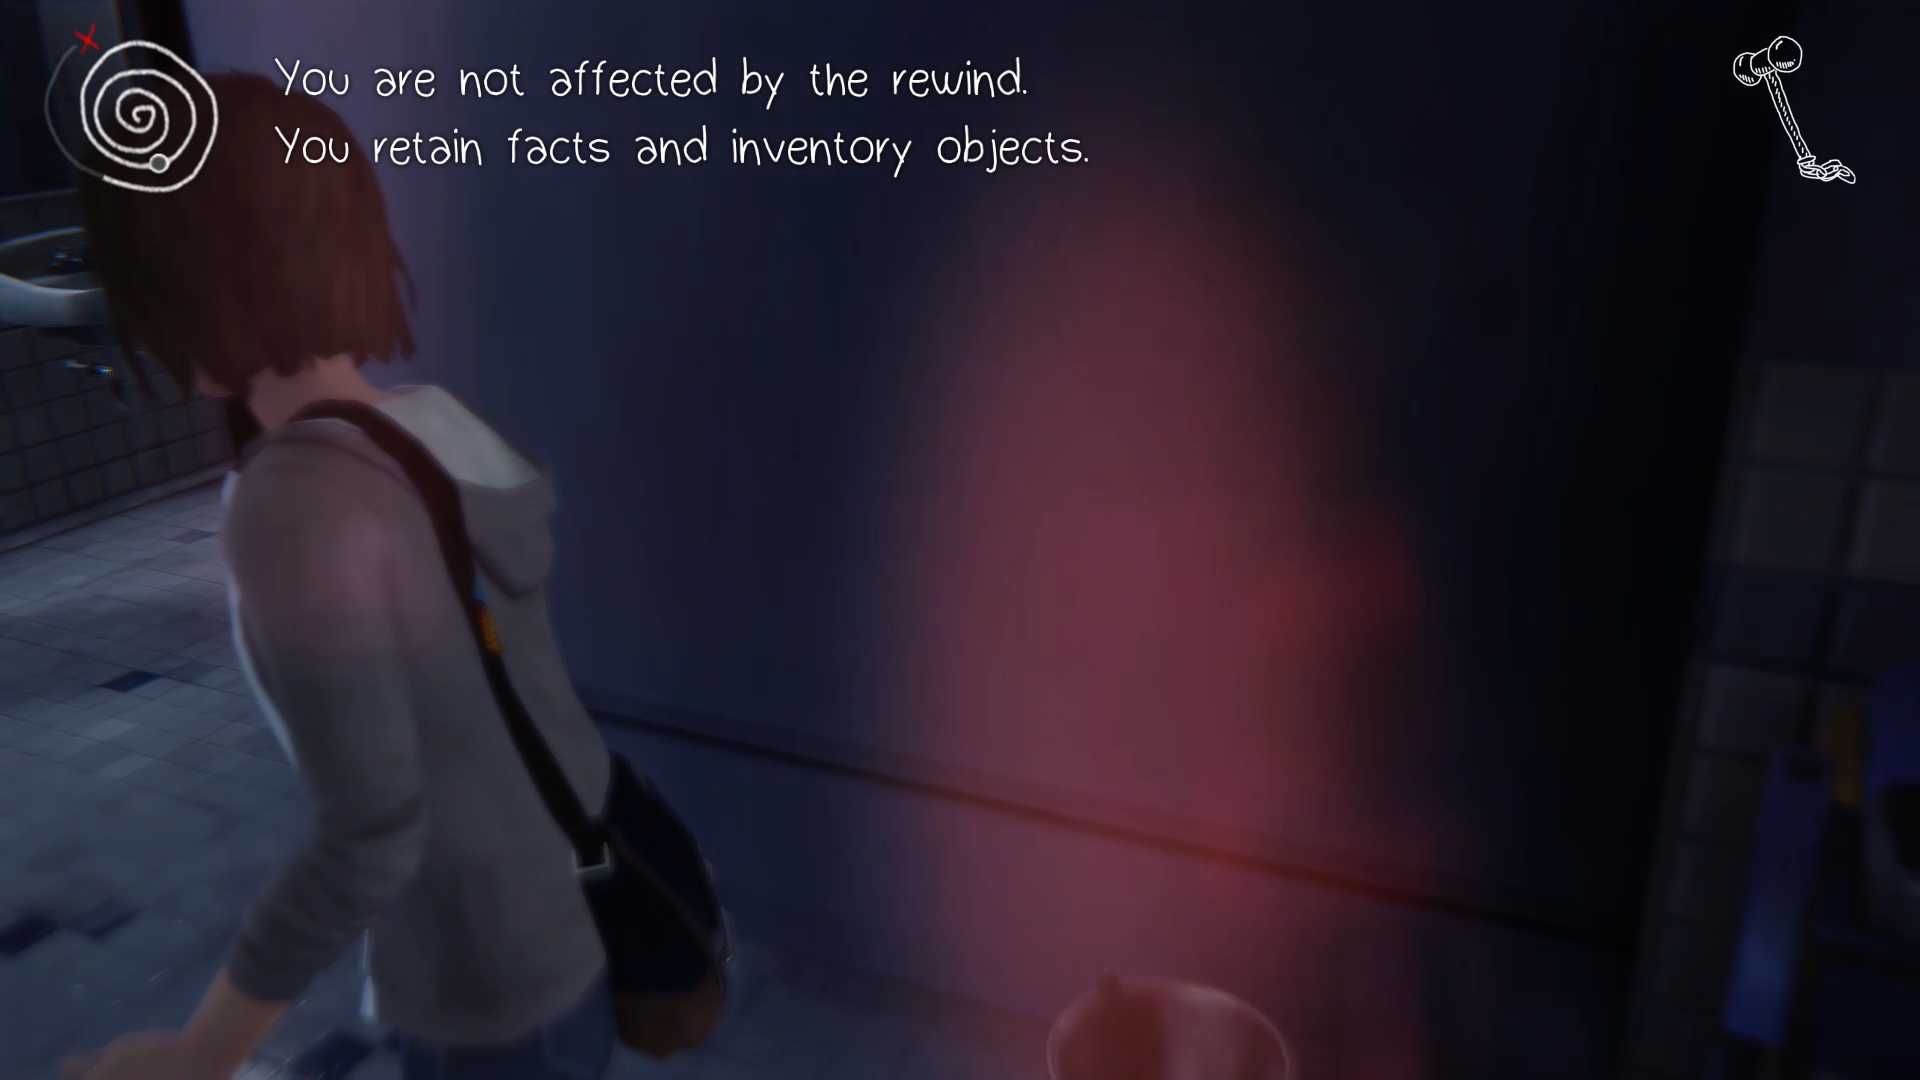 You are not affected by the rewind.
You retain facts and inventory objects.